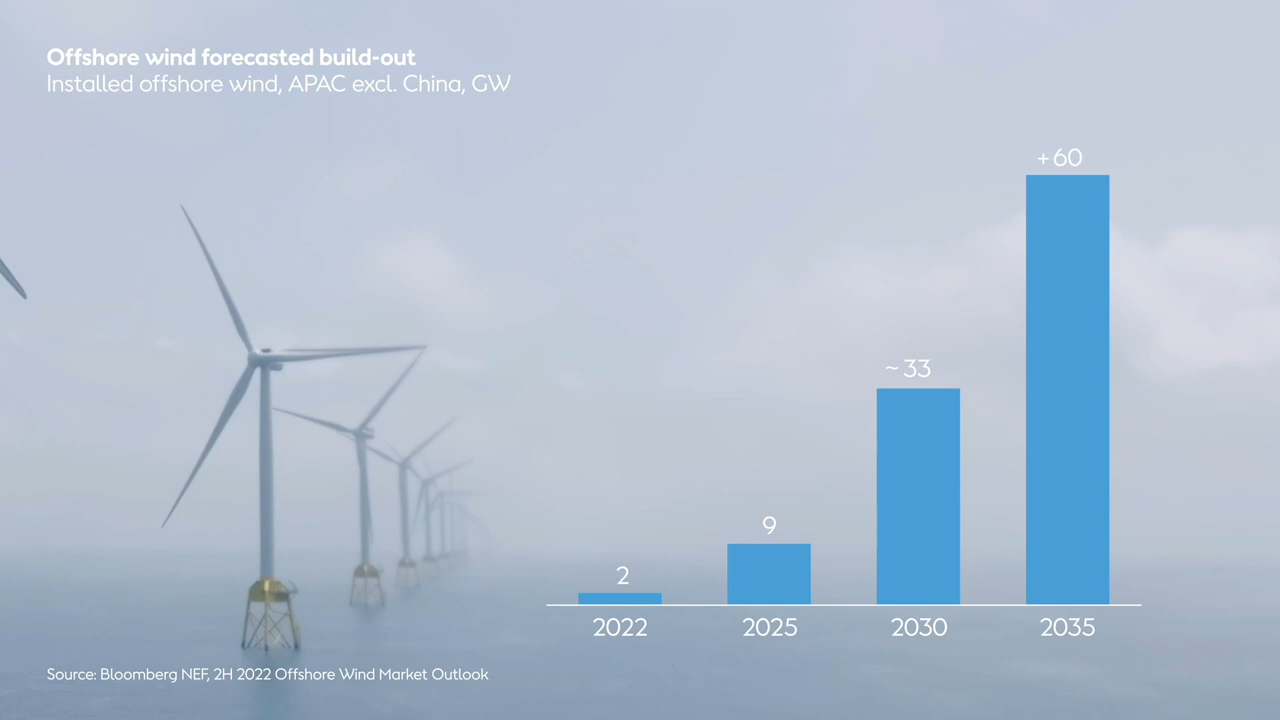 Offshore wind forecasted build-out
Installed offshore wind, APAC excl. China, GW
+60
~33
9
2
2022 2025 2030 2035
Source: Bloomberg NEF, 2H 2022 Offshore Wind Market Outlook